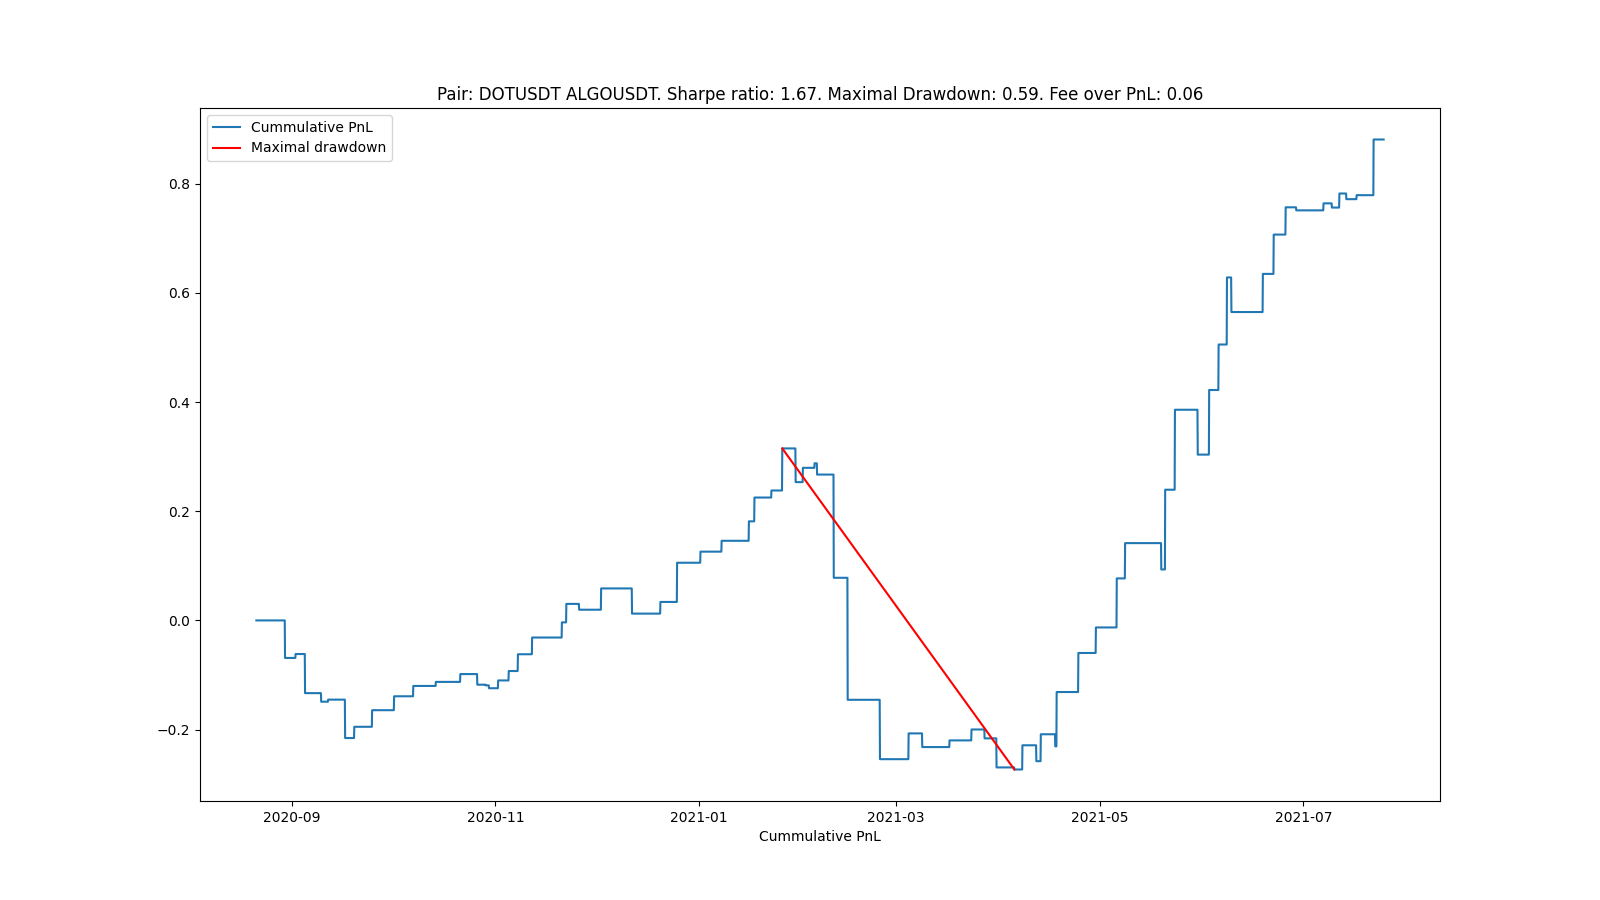 Pair: DOTUSDT ALGOUSDT. Sharpe ratio: 1.67. Maximal Drawdown: 0.59. Fee over PnL: 0.06
Cummulative PnL
Maximal drawdown
0.8
0.6
0.4
0.2
0.0
−0.2
2020-09 2020-11 2021-01 2021-03 2021-05 2021-07
Cummulative PnL